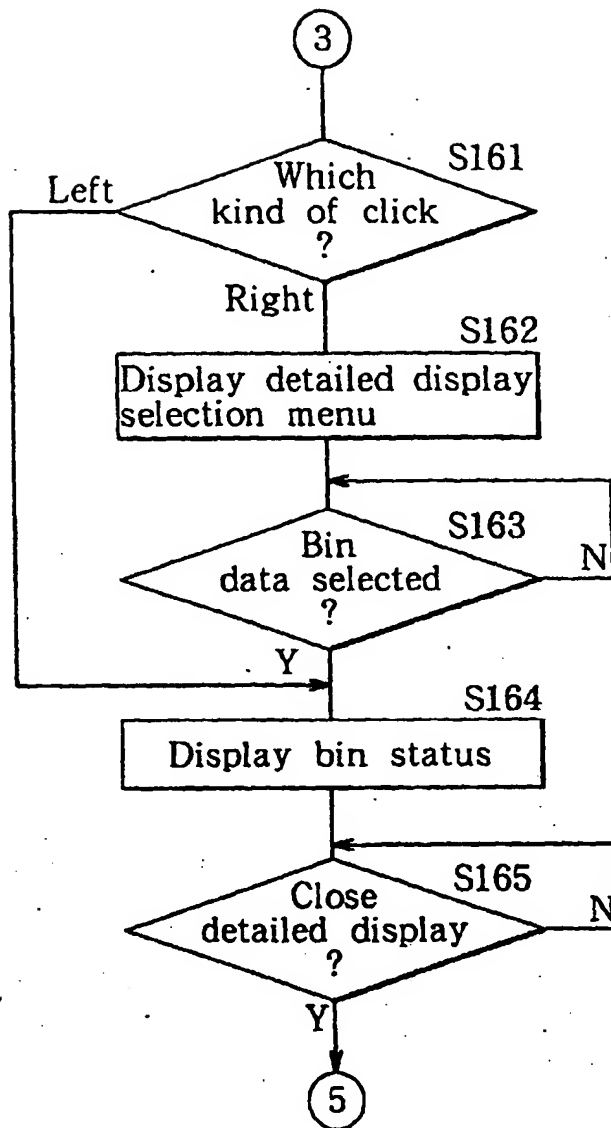 3
S161
Left
Which
kind of click
?
Right
S162
Display detailed display
selection menu
S163
Bin
data selected
?
N
Y
S164
Display bin status
S165
Close
detailed display
?
N
Y
5